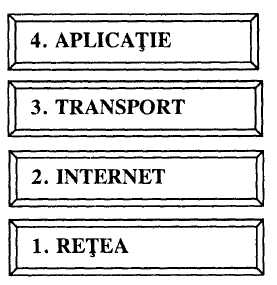 4. APLICAŢIE
3. TRANSPORT
2. INTERNET
1. REŢEA